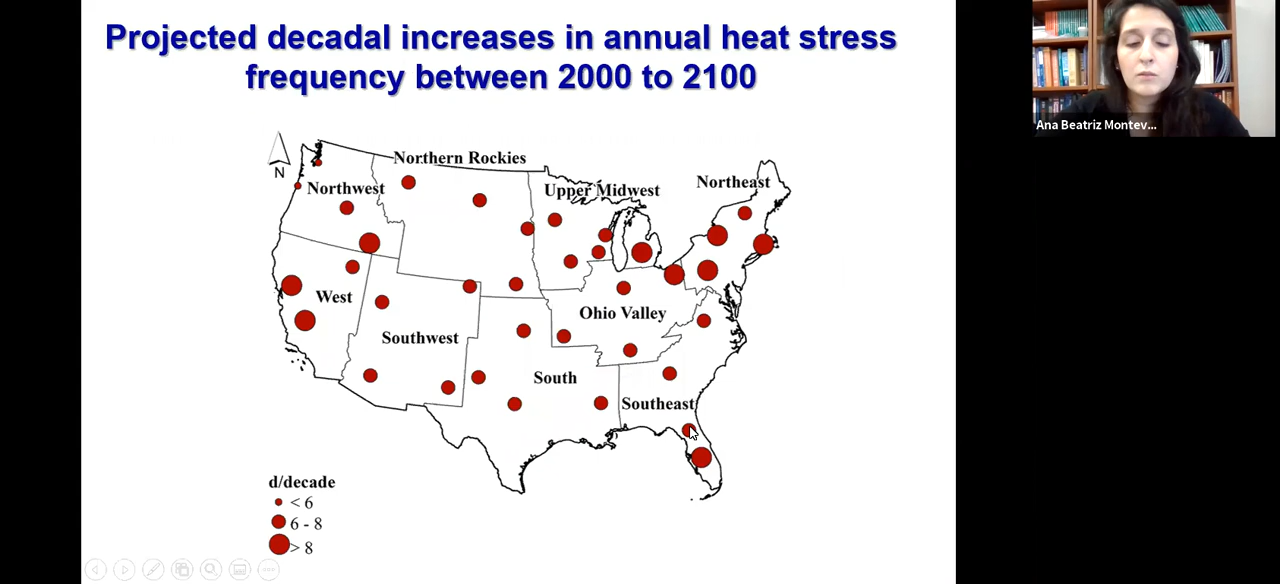 Projected decadal increases in annual heat stress
frequency between 2000 to 2100
Ana Beatriz Montev...
N
Northern Rockies
Northwest
Upper Midwest
Northeast
West
Southwest
Ohio Valley
South
Southeast
d/decade
< 6
6 - 8
> 8